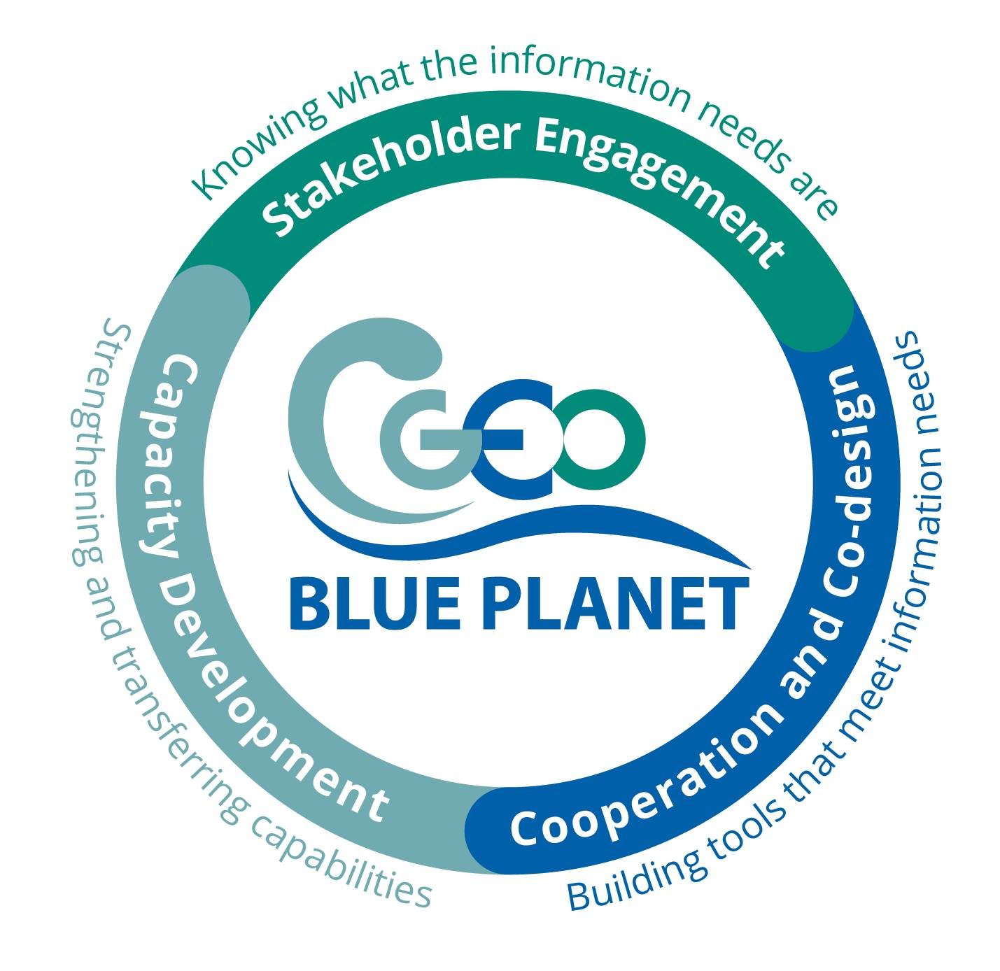 Knowing what the information needs are
Stakeholder Engagement
Strengthening and transferring capabilities
Capacity Development
Building tools that meet information needs
Cooperation and Co-design
GEO
BLUE PLANET